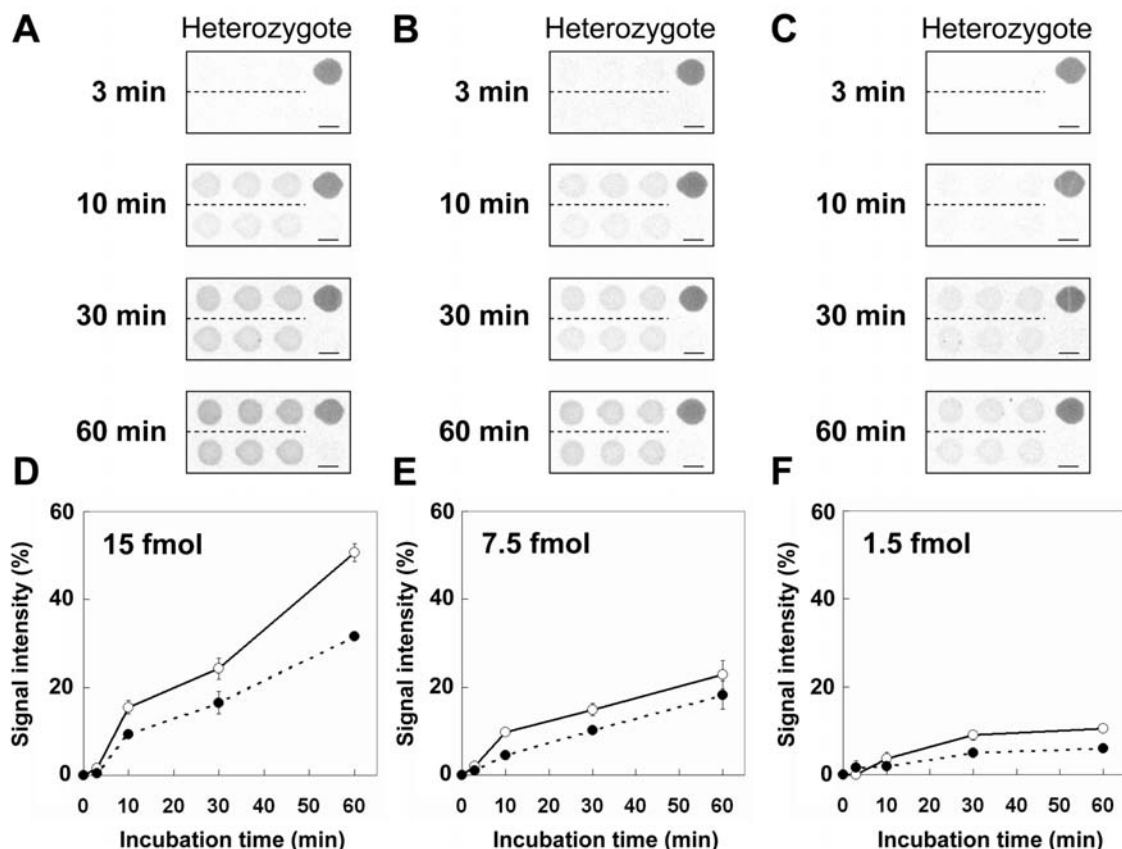 A
Heterozygote
3 min
10 min
30 min
60 min
B
Heterozygote
3 min
10 min
30 min
60 min
C
Heterozygote
3 min
10 min
30 min
60 min
D
60
40
20
0
15 fmol
Signal intensity (%)
0 10 20 30 40 50 60
Incubation time (min)
E
60
40
20
0
7.5 fmol
Signal intensity (%)
0 10 20 30 40 50 60
Incubation time (min)
F
60
40
20
0
1.5 fmol
Signal intensity (%)
0 10 20 30 40 50 60
Incubation time (min)